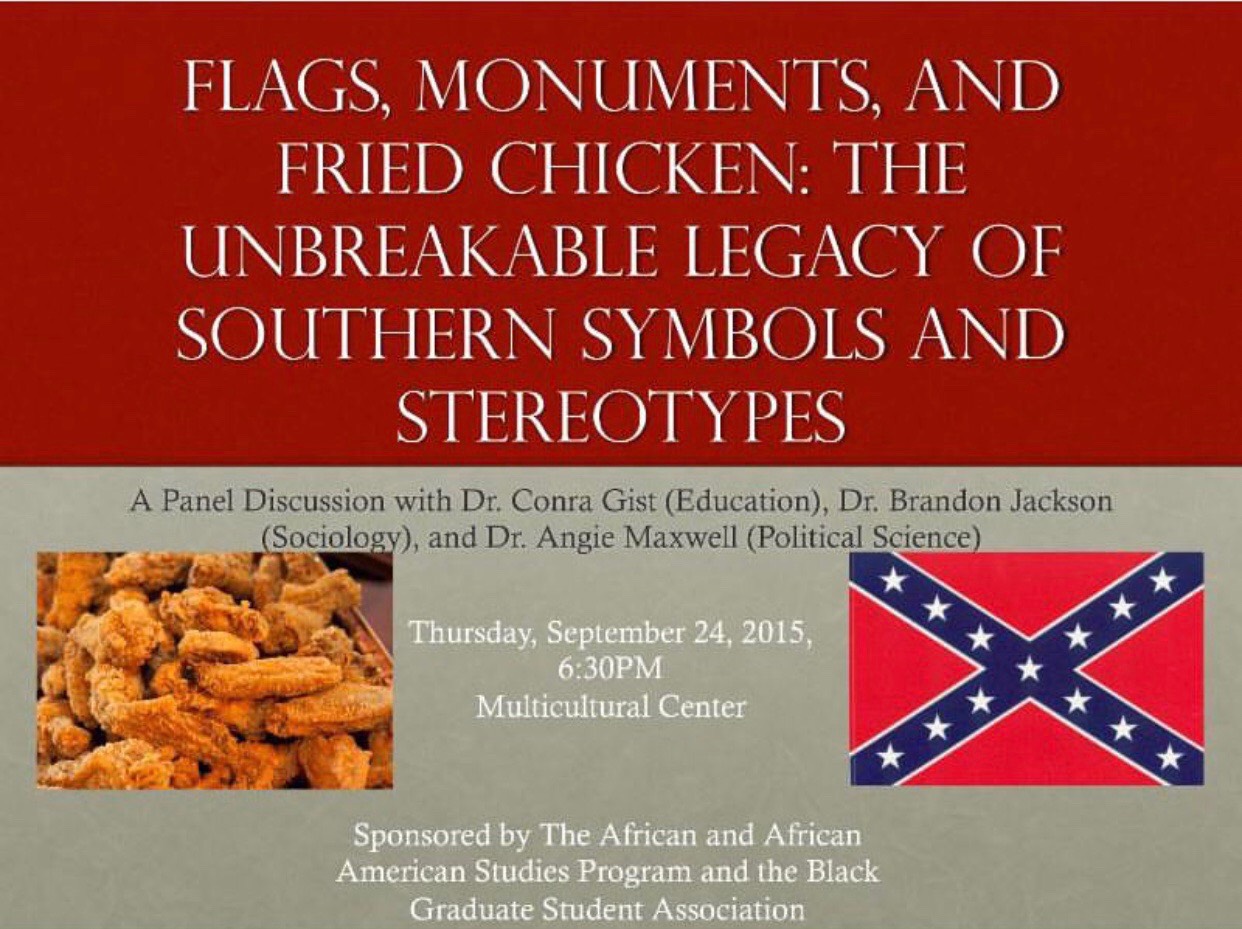 FLAGS, MONUMENTS, AND
FRIED CHICKEN: THE
UNBREAKABLE LEGACY OF
SOUTHERN SYMBOLS AND
STEREOTYPES
A Panel Discussion with Dr. Conra Gist (Education), Dr. Brandon Jackson
(Sociology), and Dr. Angie Maxwell (Political Science)
Thursday, September 24, 2015,
6:30PM
Multicultural Center
Sponsored by The African and African
American Studies Program and the Black
Graduate Student Association